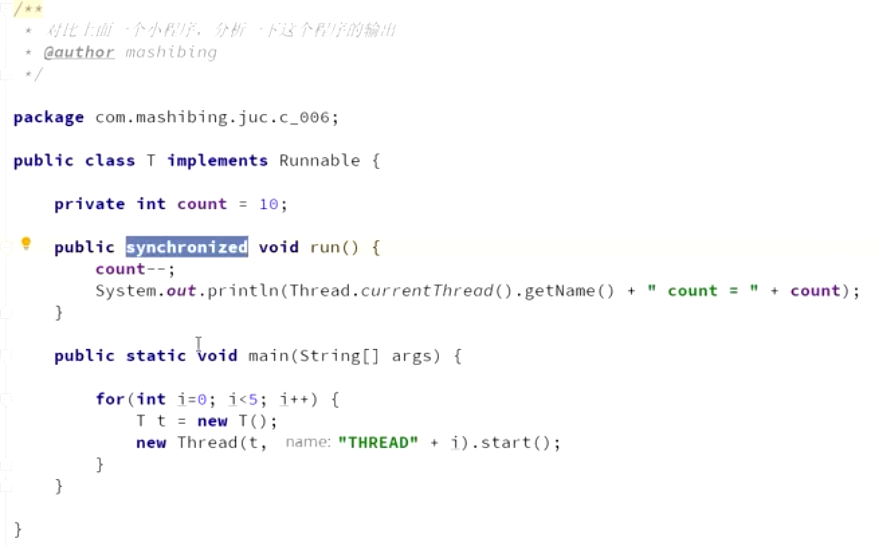 /**
 * 对比上面一个小程序，分析一下这个程序的输出
 * @author mashibing
 */
package com.mashibing.juc.c_006;
public class T implements Runnable {
    private int count = 10;
    public synchronized void run() {
        count--;
        System.out.println(Thread.currentThread().getName() + " count = " + count);
    }
    public static void main(String[] args) {
        for(int i=0; i<5; i++) {
            T t = new T();
            new Thread(t, name: "THREAD" + i).start();
        }
    }
}